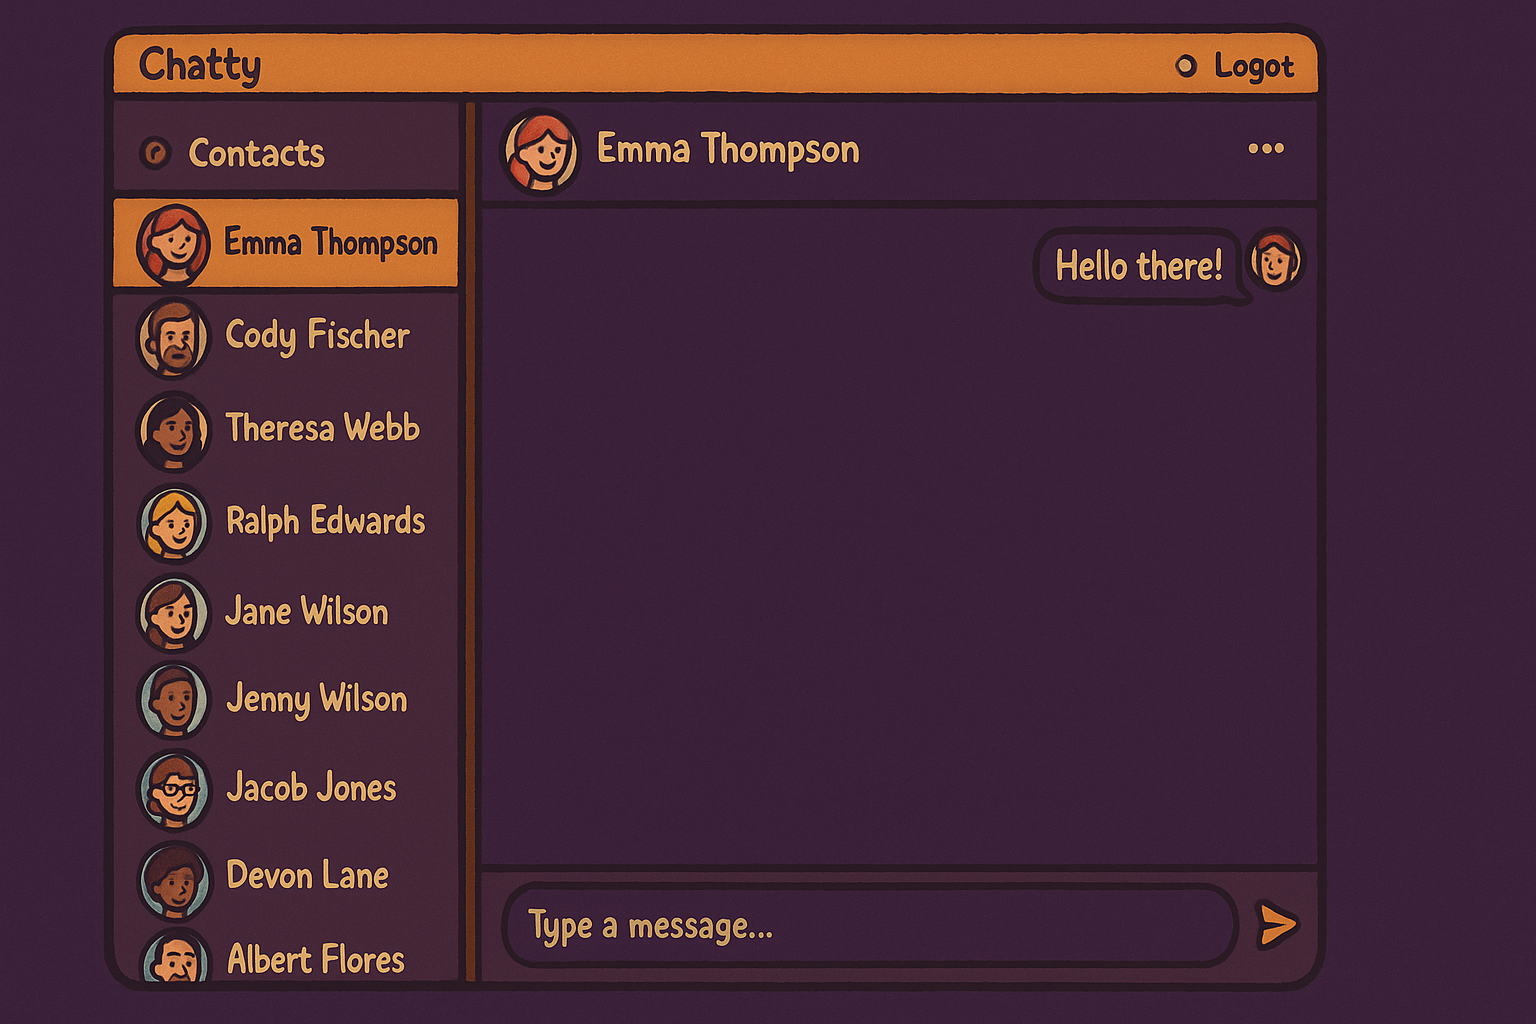 Chatty
Logot
Contacts
Emma Thompson
Cody Fischer
Theresa Webb
Ralph Edwards
Jane Wilson
Jenny Wilson
Jacob Jones
Devon Lane
Albert Flores
Emma Thompson
Hello there!
Type a message...